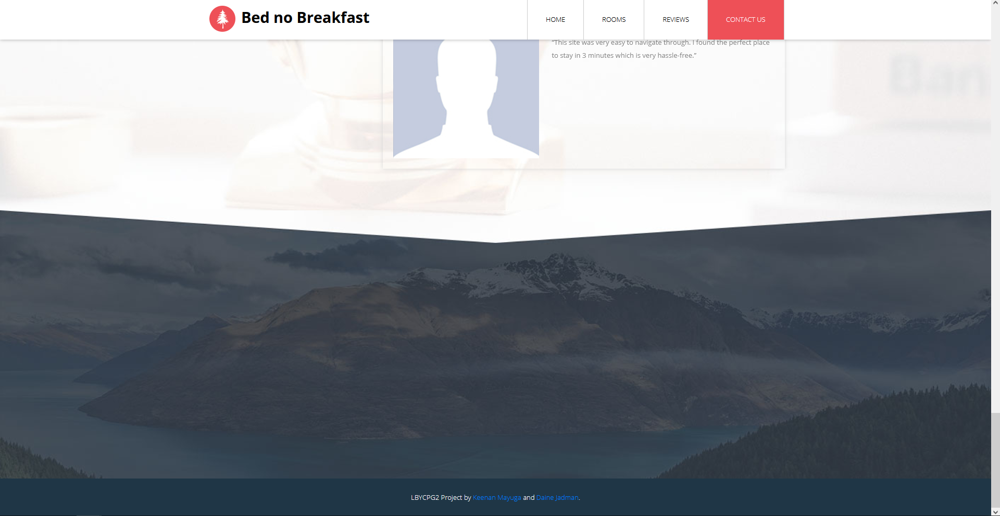 Bed no Breakfast
HOME
ROOMS
REVIEWS
CONTACT US
“This site was very easy to navigate through. I found the perfect place
to stay in 3 minutes which is very hassle-free.”
Ban
LBYCPG2 Project by Keenan Mayuga and Daine Jadman.